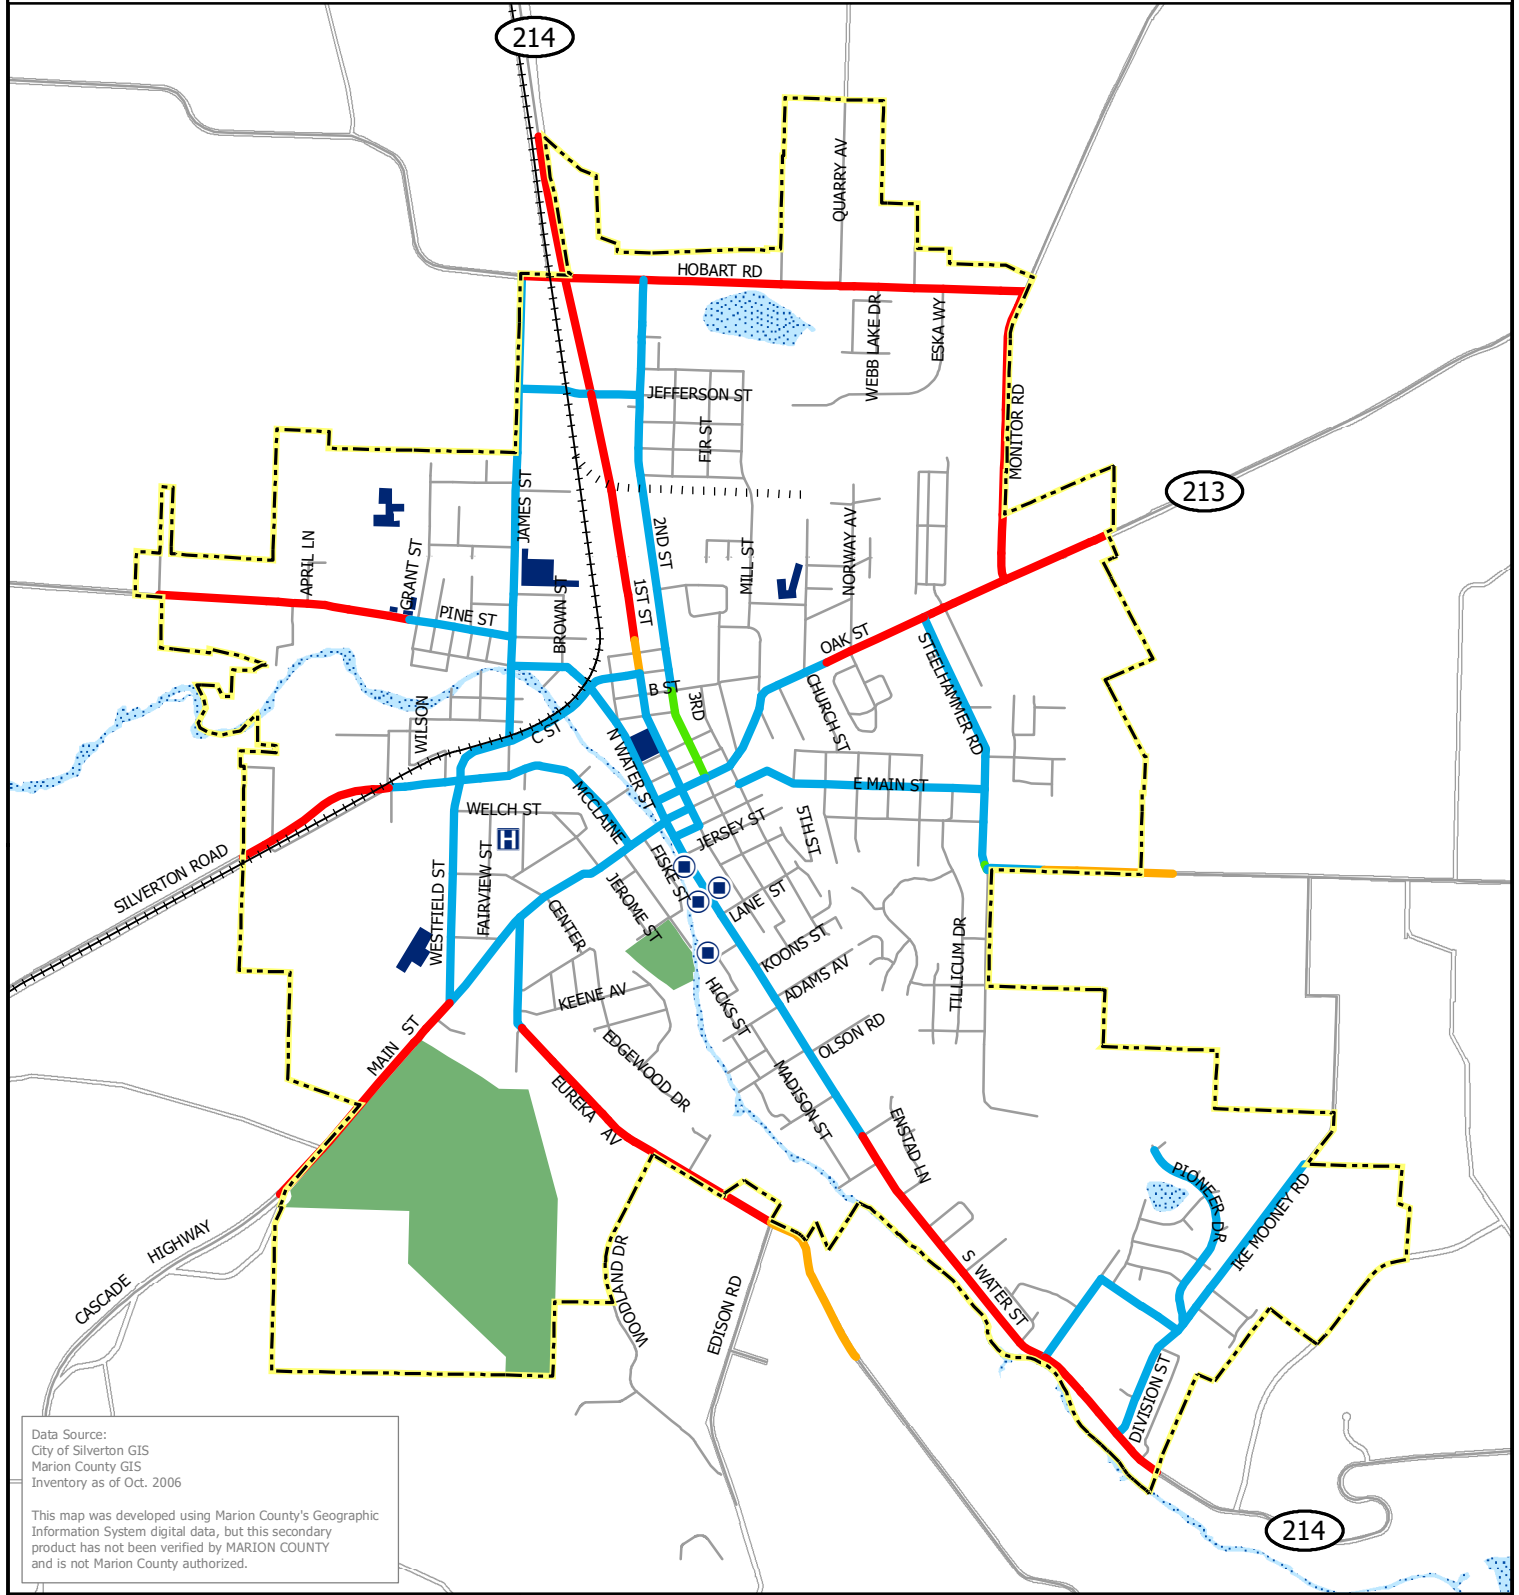 214
QUARRY AV
HOBART RD
WEBB LAKE DR
ESKA WY
JEFFERSON ST
FIR ST
MONITOR RD
213
JAMES ST
2ND ST
NORWAY AV
MILL ST
APRIL LN
GRANT ST
BROWN ST
1ST ST
PINE ST
OAK ST
STEELHAMMER RD
CHURCH ST
B ST
3RD
WILSON
C ST
N WATER ST
E MAIN ST
MCCLAINE
WELCH ST
H
JERSEY ST
5TH ST
SILVERTON ROAD
WESTFIELD ST
FAIRVIEW ST
FISKE ST
JEROME ST
LANE ST
CENTER
TILLICUM DR
KOONS ST
ADAMS AV
KEENE AV
HICKS ST
OLSON RD
MAIN ST
EDGEWOOD DR
EUREKA AV
MADISON ST
ENSTAD LN
PIONEER DR
IKE MOONEY RD
CASCADE HIGHWAY
WOODLAND DR
EDISON RD
S WATER ST
DIVISION ST
214
Data Source:
City of Silverton GIS
Marion County GIS
Inventory as of Oct. 2006
This map was developed using Marion County's Geographic
Information System digital data, but this secondary
product has not been verified by MARION COUNTY
and is not Marion County authorized.